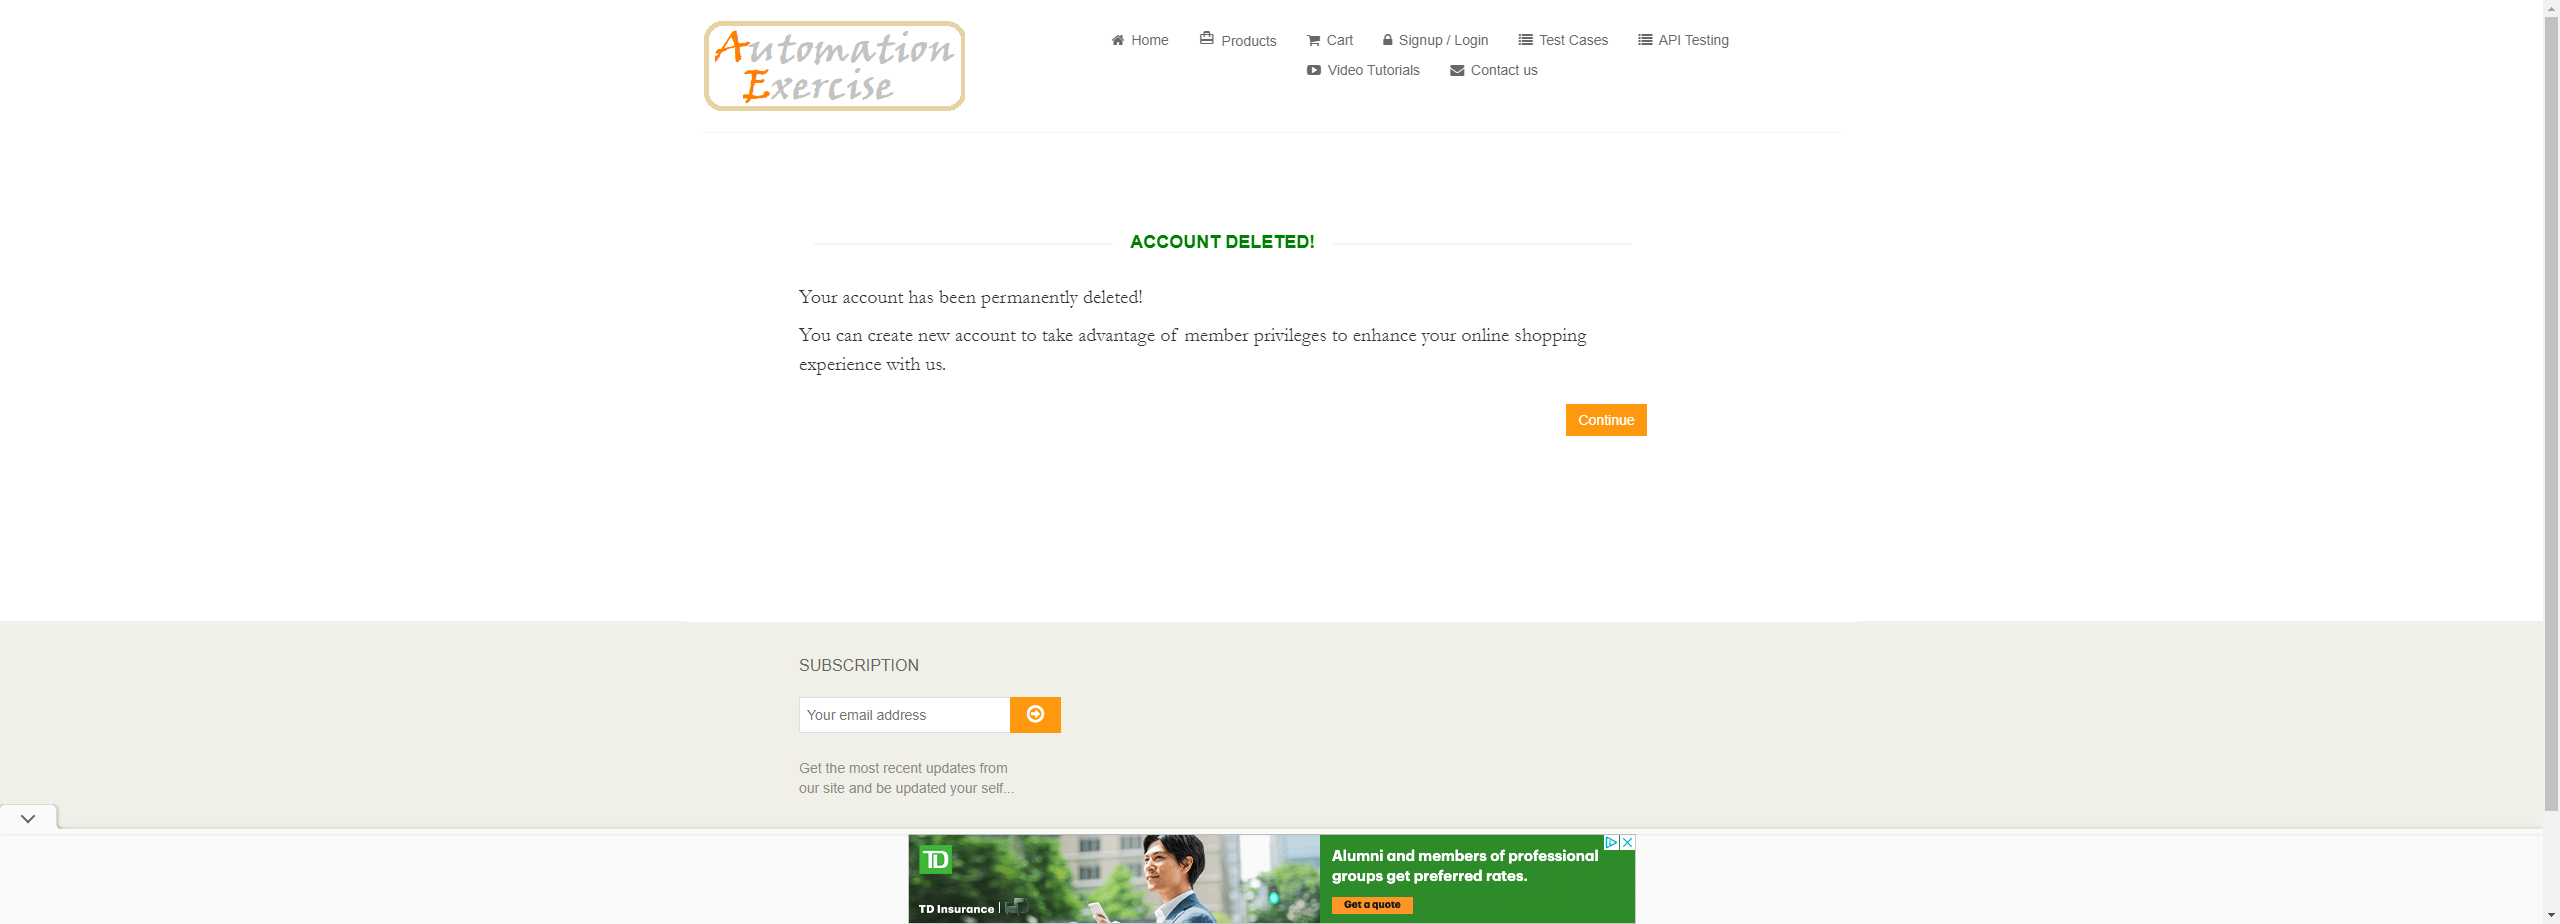 Automation
Exercise
Home
Products
Cart
Signup / Login
Test Cases
API Testing
Video Tutorials
Contact us
ACCOUNT DELETED!
Your account has been permanently deleted!
You can create new account to take advantage of member privileges to enhance your online shopping
experience with us.
Continue
SUBSCRIPTION
Your email address
Get the most recent updates from
our site and be updated your self...
TD
TD Insurance
Alumni and members of professional
groups get preferred rates.
Get a quote